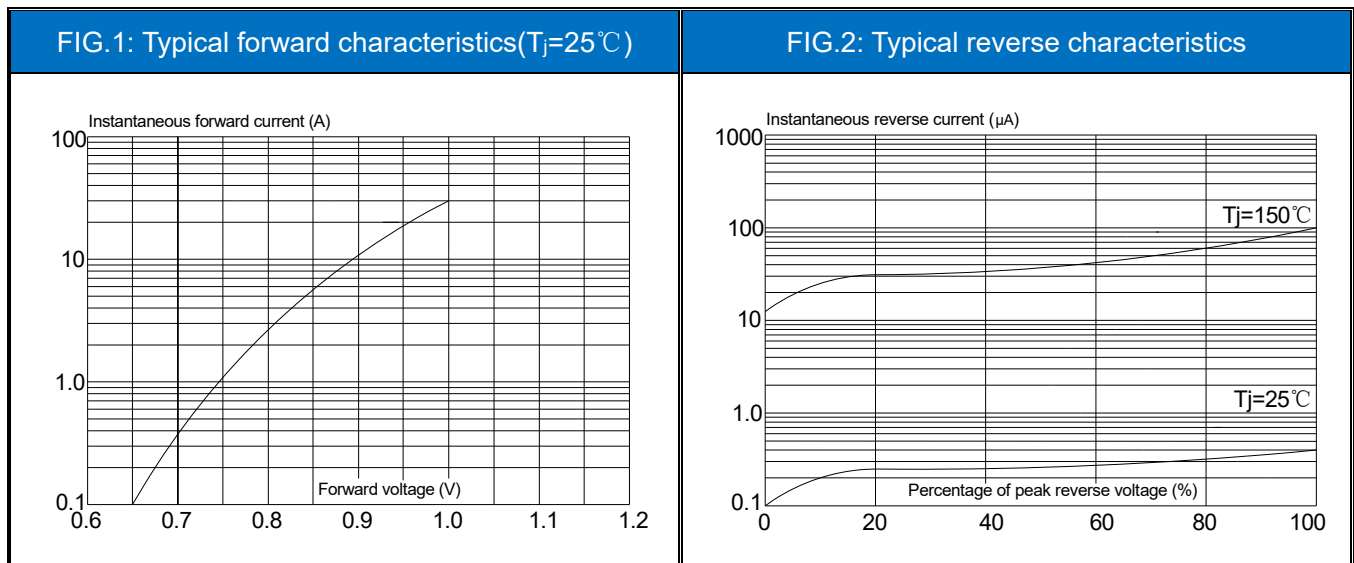 FIG.1: Typical forward characteristics(Tj=25℃)
Instantaneous forward current (A)
100
10
1.0
0.1
Forward voltage (V)
0.6 0.7 0.8 0.9 1.0 1.1 1.2
FIG.2: Typical reverse characteristics
Instantaneous reverse current (μA)
1000
Tj=150℃
100
10
Tj=25℃
1.0
0.1
Percentage of peak reverse voltage (%)
0 20 40 60 80 100